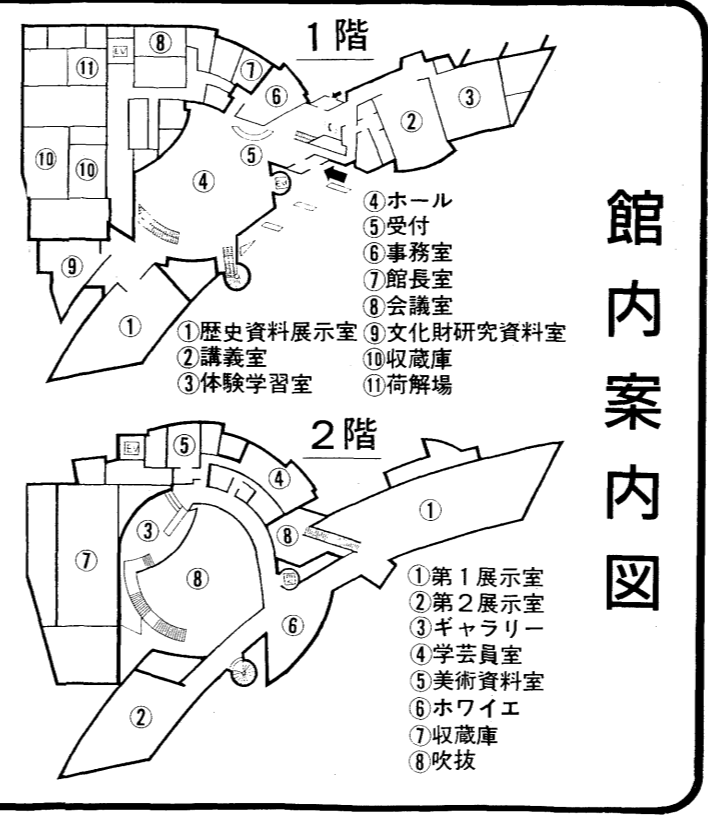 館内案内図
1階
⑧
EV
⑪
⑦
⑥
③
②
⑩
⑩
⑤
④
EV
⑨
①
④ホール
⑤受付
⑥事務室
⑦館長室
⑧会議室
①歴史資料展示室
⑨文化財研究資料室
②講義室
⑩収蔵庫
③体験学習室
⑪荷解場
2階
EV
⑤
④
①
③
⑧
⑦
⑧
EV
⑥
②
①第1展示室
②第2展示室
③ギャラリー
④学芸員室
⑤美術資料室
⑥ホワイエ
⑦収蔵庫
⑧吹抜